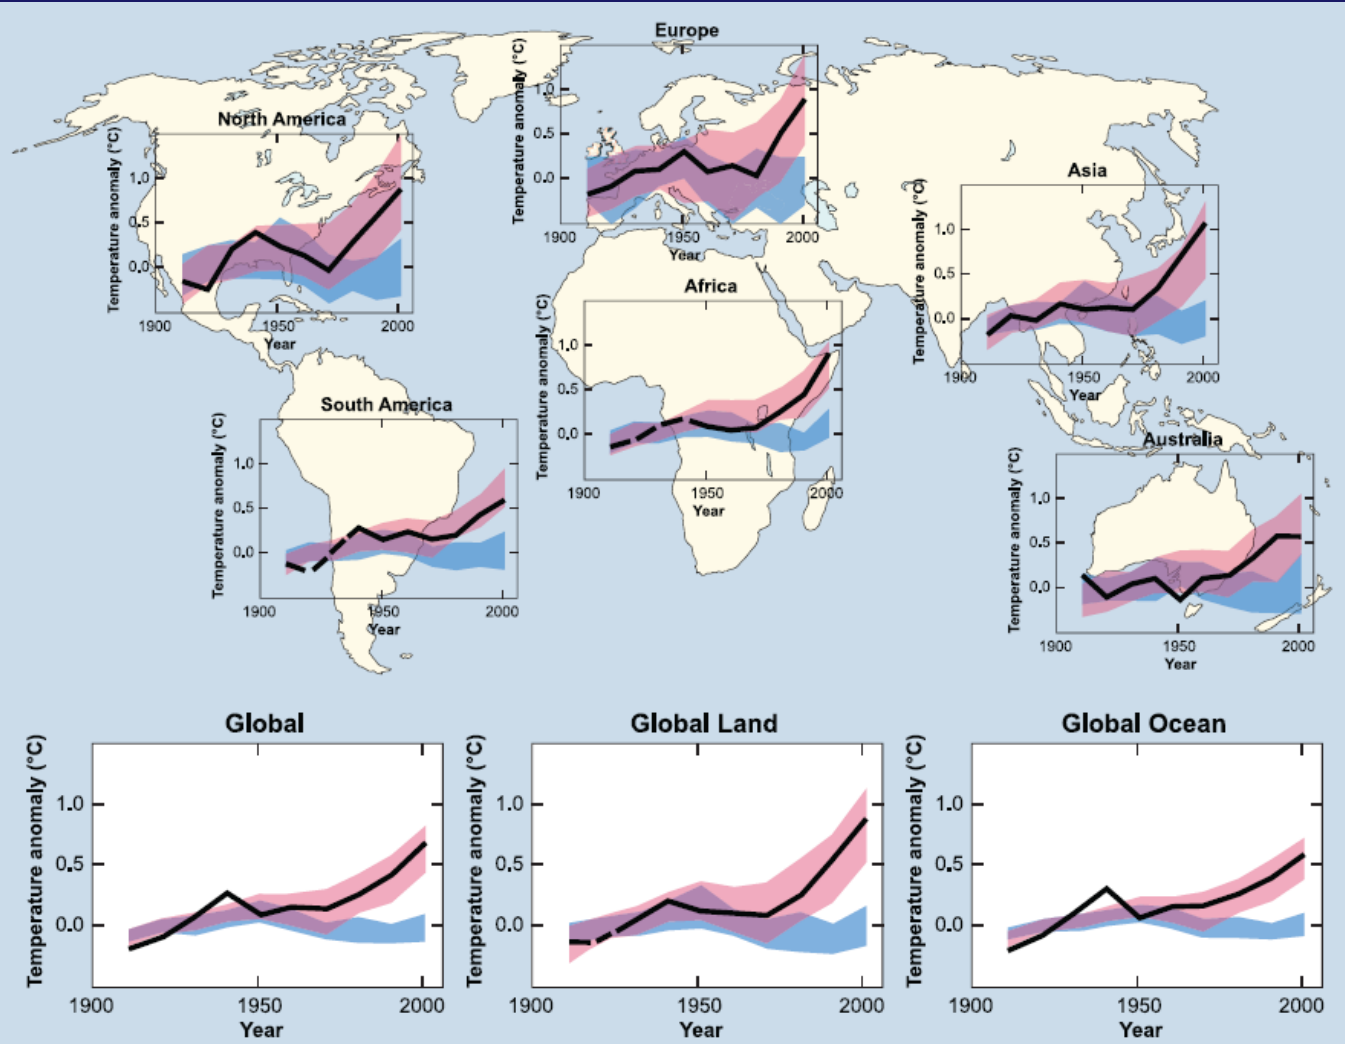 Europe
Temperature anomaly (°C)
1.0
0.5
0.0
1900 1950 2000
Year
North America
Temperature anomaly (°C)
1.0
0.5
0.0
1900 1950 2000
Year
Asia
Temperature anomaly (°C)
1.0
0.5
0.0
1900 1950 2000
Year
Africa
Temperature anomaly (°C)
1.0
0.5
0.0
1900 1950 2000
Year
South America
Temperature anomaly (°C)
1.0
0.5
0.0
1900 1950 2000
Year
Australia
Temperature anomaly (°C)
1.0
0.5
0.0
1900 1950 2000
Year
Global
Temperature anomaly (°C)
1.0
0.5
0.0
1900 1950 2000
Year
Global Land
Temperature anomaly (°C)
1.0
0.5
0.0
1900 1950 2000
Year
Global Ocean
Temperature anomaly (°C)
1.0
0.5
0.0
1900 1950 2000
Year